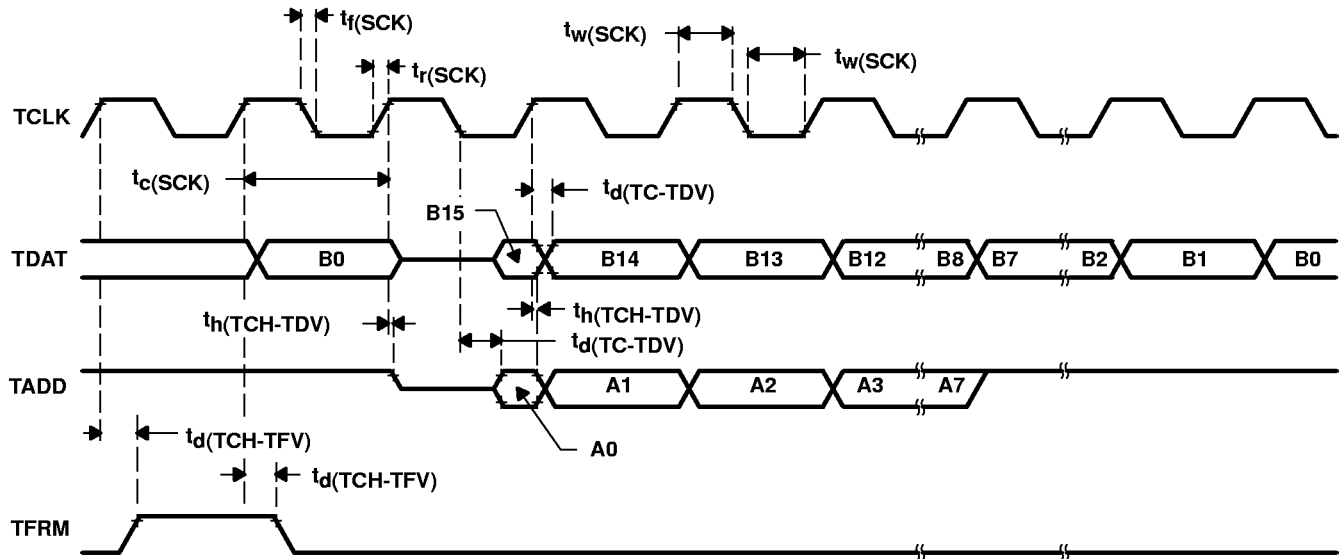 tf(SCK)
tw(SCK)
tw(SCK)
tr(SCK)
TCLK
tc(SCK)
td(TC-TDV)
B15
TDAT
B0
B14
B13
B12
B8
B7
B2
B1
B0
th(TCH-TDV)
th(TCH-TDV)
td(TC-TDV)
TADD
A1
A2
A3
A7
td(TCH-TFV)
A0
td(TCH-TFV)
TFRM